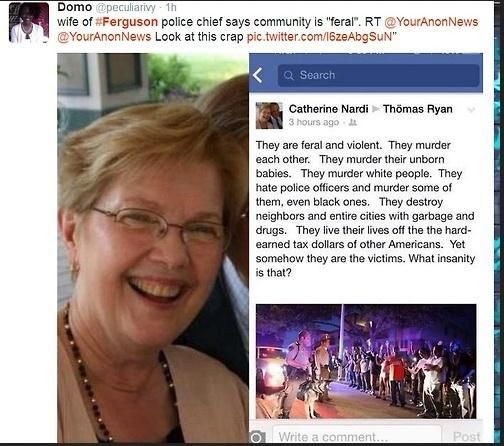 Domo @peculiarivy · 1h
wife of #Ferguson police chief says community is "feral". RT @YourAnonNews
@YourAnonNews Look at this crap pic.twitter.com/l6zeAbgSuN"
Search
Catherine Nardi ▸ Thömas Ryan
3 hours ago ·
They are feral and violent. They murder
each other. They murder their unborn
babies. They murder white people. They
hate police officers and murder some of
them, even black ones. They destroy
neighbors and entire cities with garbage and
drugs. They live their lives off the the hard-
earned tax dollars of other Americans. Yet
somehow they are the victims. What insanity
is that?
Write a comment...
Post